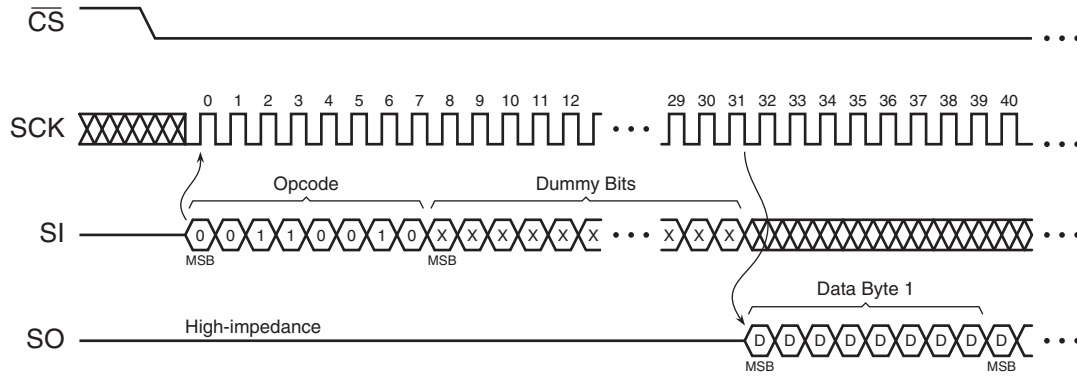 CS
0 1 2 3 4 5 6 7 8 9 10 11 12 29 30 31 32 33 34 35 36 37 38 39 40
SCK
Opcode Dummy Bits
SI 0 0 1 1 0 0 1 0 X X X X X X X X X
MSB MSB
Data Byte 1
High-impedance
SO D D D D D D D D D
MSB MSB